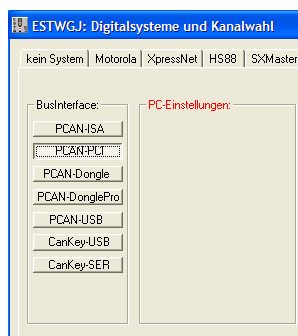 ESTWGJ: Digitalsysteme und Kanalwahl
kein System Motorola XpressNet HS88 SXMaster
BusInterface: PC-Einstellungen:
PCAN-ISA
PCAN-PCI
PCAN-Dongle
PCAN-DonglePro
PCAN-USB
CanKey-USB
CanKey-SER